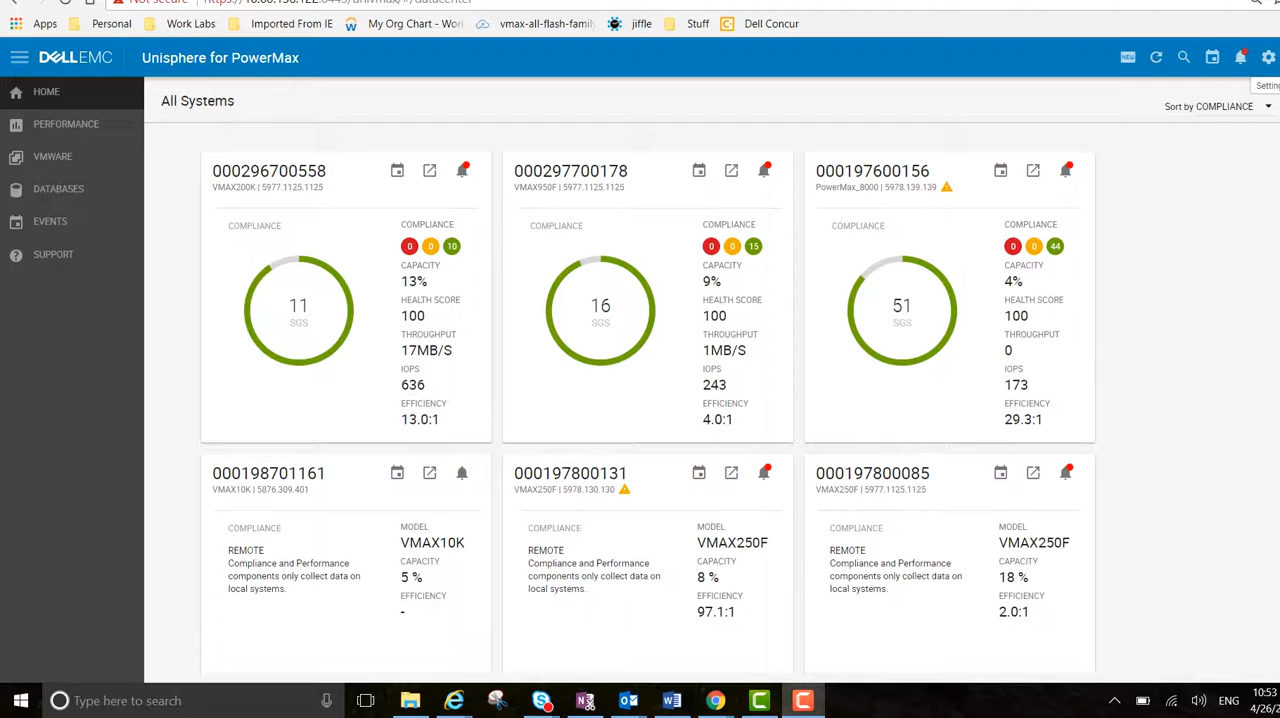 Apps Personal Work Labs Imported From IE My Org Chart - Work vmax-all-flash-family jiffle Stuff Dell Concur
DELLEMC Unisphere for PowerMax NEW
HOME
PERFORMANCE
VMWARE
DATABASES
EVENTS
SUPPORT
Setting
All Systems
Sort by COMPLIANCE
000296700558
VMAX200K | 5977.1125.1125
COMPLIANCE
11
SGS
COMPLIANCE
0 0 10
CAPACITY
13%
HEALTH SCORE
100
THROUGHPUT
17MB/S
IOPS
636
EFFICIENCY
13.0:1
000297700178
VMAX950F | 5977.1125.1125
COMPLIANCE
16
SGS
COMPLIANCE
0 0 15
CAPACITY
9%
HEALTH SCORE
100
THROUGHPUT
1MB/S
IOPS
243
EFFICIENCY
4.0:1
000197600156
PowerMax_8000 | 5978.139.139
COMPLIANCE
51
SGS
COMPLIANCE
0 0 44
CAPACITY
4%
HEALTH SCORE
100
THROUGHPUT
0
IOPS
173
EFFICIENCY
29.3:1
000198701161
VMAX10K | 5876.309.401
COMPLIANCE
REMOTE
Compliance and Performance
components only collect data on
local systems.
MODEL
VMAX10K
CAPACITY
5 %
EFFICIENCY
-
000197800131
VMAX250F | 5978.130.130
COMPLIANCE
REMOTE
Compliance and Performance
components only collect data on
local systems.
MODEL
VMAX250F
CAPACITY
8 %
EFFICIENCY
97.1:1
000197800085
VMAX250F | 5977.1125.1125
COMPLIANCE
REMOTE
Compliance and Performance
components only collect data on
local systems.
MODEL
VMAX250F
CAPACITY
18 %
EFFICIENCY
2.0:1
Type here to search
ENG
10:53
4/26/2